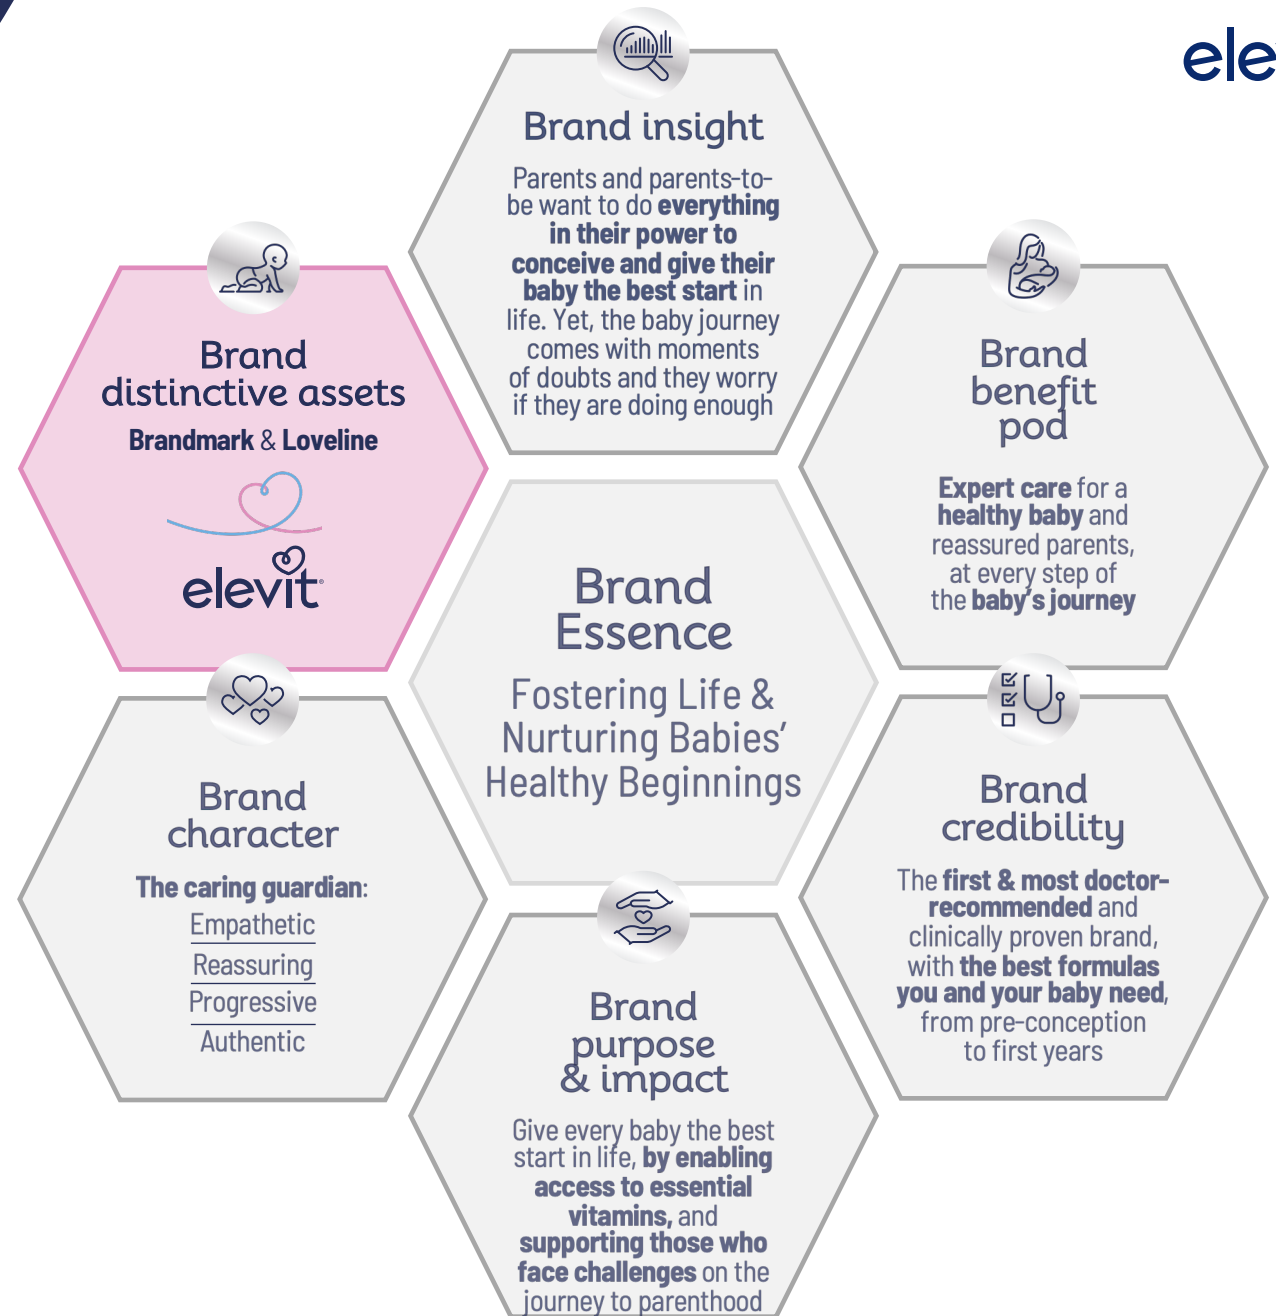 ele
Brand insight
Parents and parents-to-
be want to do everything
in their power to
conceive and give their
baby the best start in
life. Yet, the baby journey
comes with moments
of doubts and they worry
if they are doing enough
Brand
distinctive assets
Brandmark & Loveline
elevit®
Brand
benefit
pod
Expert care for a
healthy baby and
reassured parents,
at every step of
the baby’s journey
Brand
Essence
Fostering Life &
Nurturing Babies’
Healthy Beginnings
Brand
character
The caring guardian:
Empathetic
Reassuring
Progressive
Authentic
Brand
credibility
The first & most doctor-
recommended and
clinically proven brand,
with the best formulas
you and your baby need,
from pre-conception
to first years
Brand
purpose
& impact
Give every baby the best
start in life, by enabling
access to essential
vitamins, and
supporting those who
face challenges on the
journey to parenthood